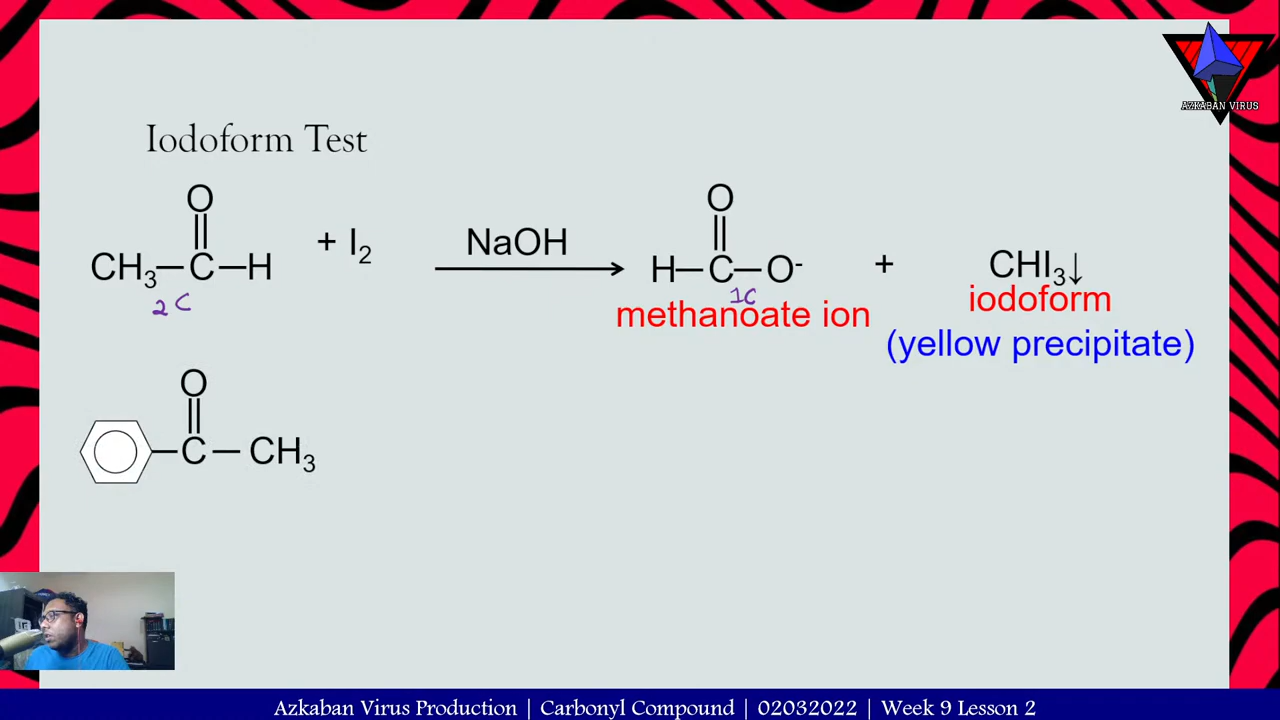 AZKABAN VIRUS
Iodoform Test
O
CH₃—C—H + I₂
2C
NaOH
O
H—C—O⁻ + CHI₃↓
1C
methanoate ion
iodoform
(yellow precipitate)
O
C — CH₃
Azkaban Virus Production | Carbonyl Compound | 02032022 | Week 9 Lesson 2